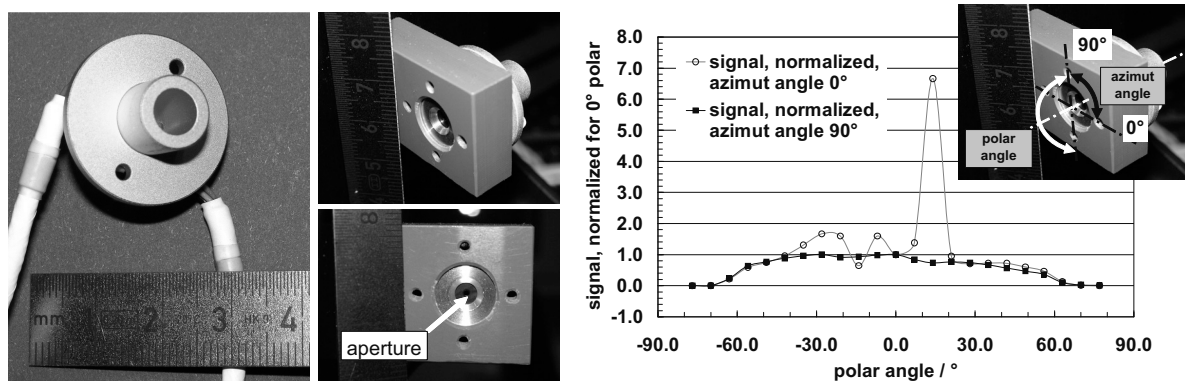 mm 1 2 3 4
8
7
6
5
8
aperture
signal, normalized for 0° polar
8.0
7.0
6.0
5.0
4.0
3.0
2.0
1.0
0.0
-1.0
-90.0 -60.0 -30.0 0.0 30.0 60.0 90.0
polar angle / °
signal, normalized,
azimut angle 0°
signal, normalized,
azimut angle 90°
90°
azimut
angle
0°
polar
angle